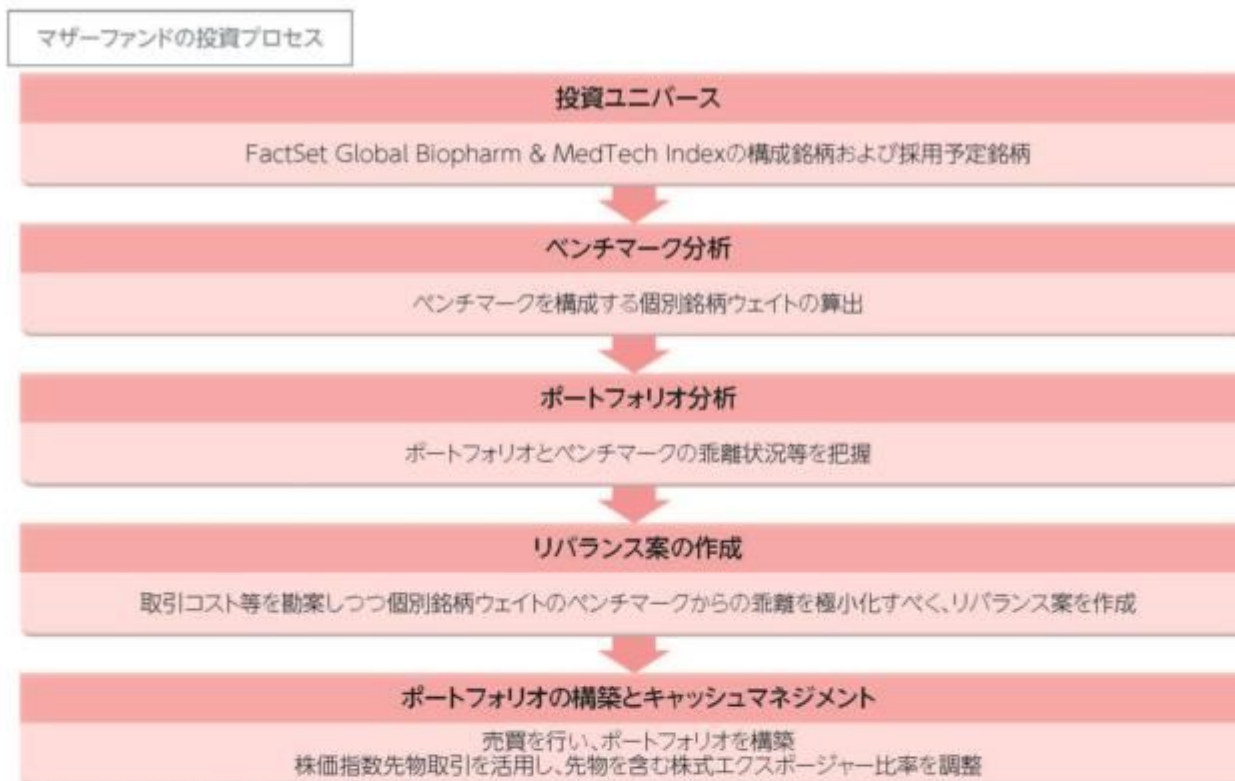 マザーファンドの投資プロセス
投資ユニバース
FactSet Global Biopharm & MedTech Indexの構成銘柄および採用予定銘柄
ベンチマーク分析
ベンチマークを構成する個別銘柄ウェイトの算出
ポートフォリオ分析
ポートフォリオとベンチマークの乖離状況等を把握
リバランス案の作成
取引コスト等を勘案しつつ個別銘柄ウェイトのベンチマークからの乖離を極小化すべく、リバランス案を作成
ポートフォリオの構築とキャッシュマネジメント
売買を行い、ポートフォリオを構築
株価指数先物取引を活用し、先物を含む株式エクスポージャー比率を調整